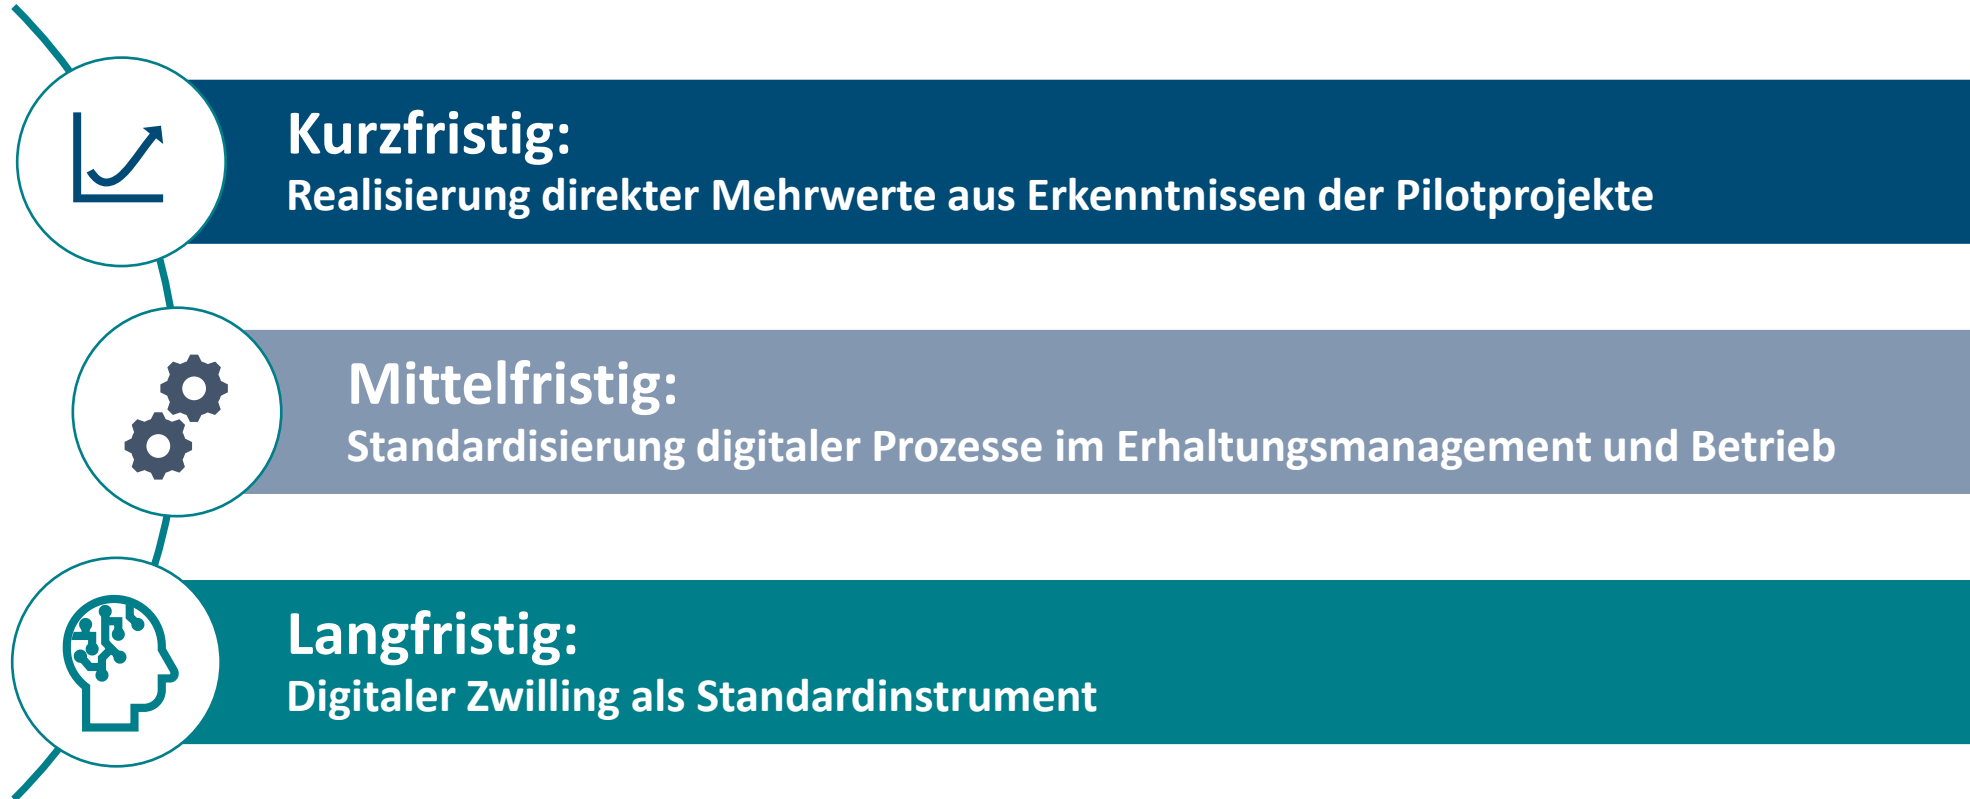 Kurzfristig:
Realisierung direkter Mehrwerte aus Erkenntnissen der Pilotprojekte
Mittelfristig:
Standardisierung digitaler Prozesse im Erhaltungsmanagement und Betrieb
Langfristig:
Digitaler Zwilling als Standardinstrument